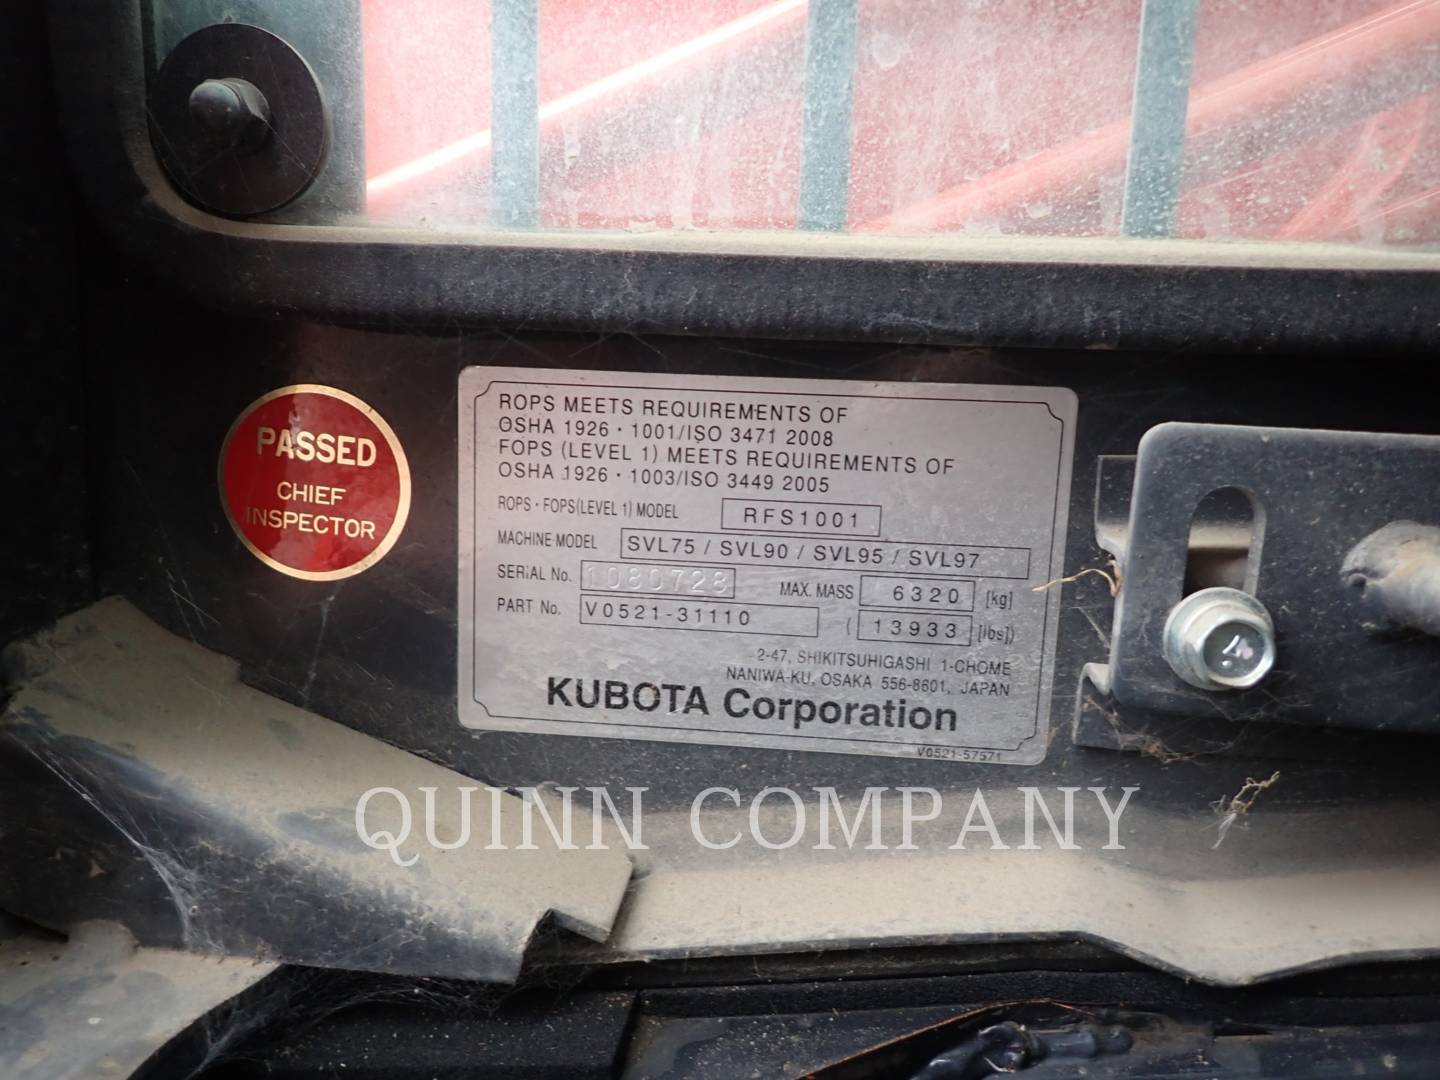 PASSED
CHIEF
INSPECTOR
ROPS MEETS REQUIREMENTS OF
OSHA 1926・1001/ISO 3471 2008
FOPS (LEVEL 1) MEETS REQUIREMENTS OF
OSHA 1926・1003/ISO 3449 2005
ROPS・FOPS(LEVEL 1) MODEL RFS1001
MACHINE MODEL SVL75 / SVL90 / SVL95 / SVL97
SERIAL No. 1080728 MAX. MASS 6320 [kg]
PART No. V0521-31110 (13933 [lbs])
2-47, SHIKITSUHIGASHI 1-CHOME
NANIWA-KU, OSAKA 556-8601, JAPAN
KUBOTA Corporation
V0521-57571
QUINN COMPANY